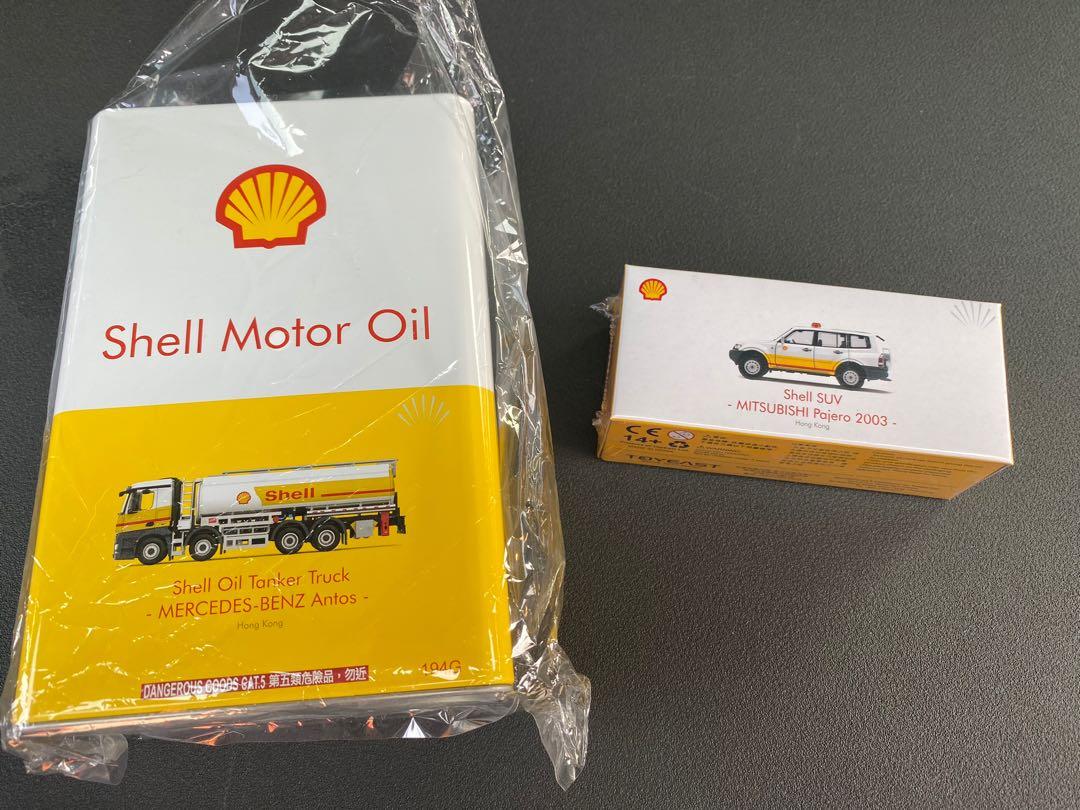 Shell Motor Oil
Shell
Shell Oil Tanker Truck
- MERCEDES-BENZ Antos -
Hong Kong
194G
DANGEROUS GOODS CAT.5 第五類危險品，勿近
Shell SUV
- MITSUBISHI Pajero 2003 -
Hong Kong
CE
14+
TOYEAST